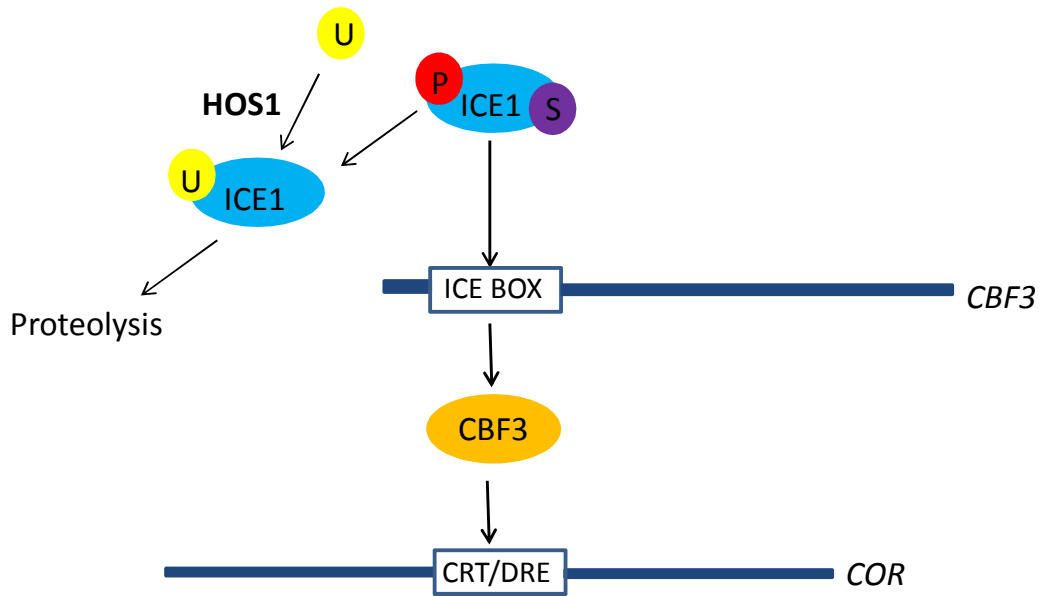 U
P
ICE1
S
HOS1
U
ICE1
ICE BOX
CBF3
Proteolysis
CBF3
CRT/DRE
COR